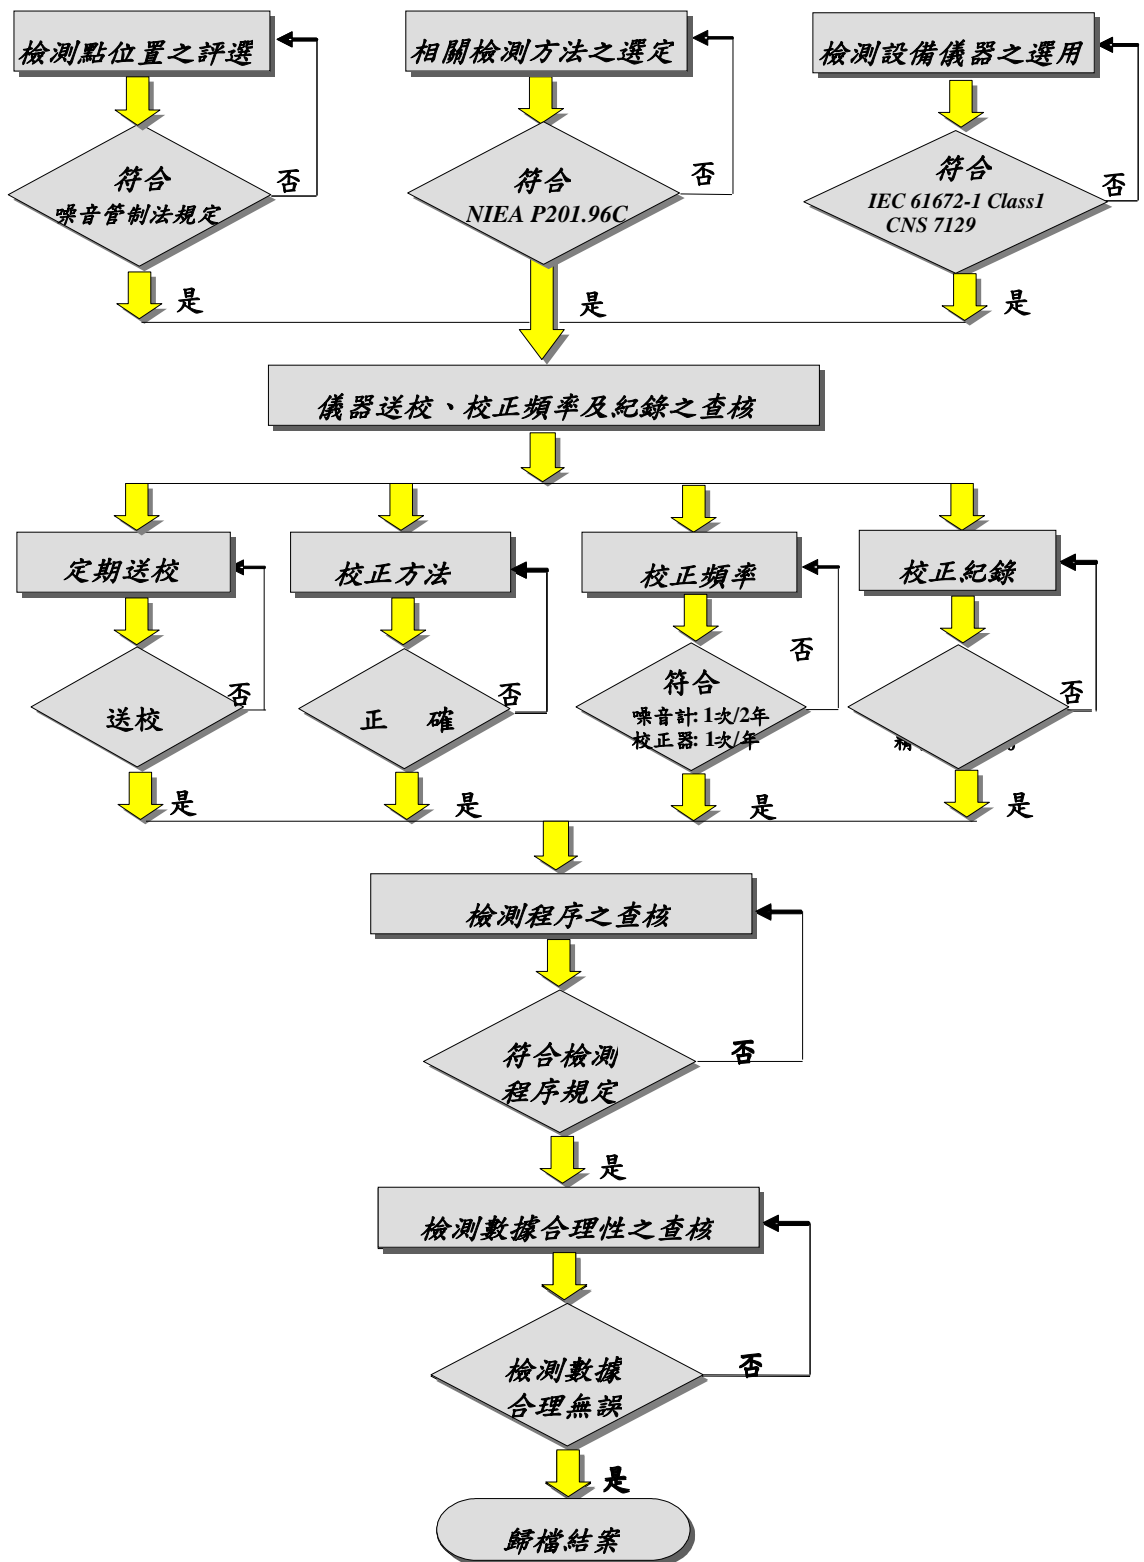 檢測點位置之評選
相關檢測方法之選定
檢測設備儀器之選用
符合
噪音管制法規定
否
符合
NIEA P201.96C
否
符合
IEC 61672-1 Class1
CNS 7129
否
是
是
是
儀器送校、校正頻率及紀錄之查核
定期送校
校正方法
校正頻率
校正紀錄
送校
否
正 確
否
符合
噪音計: 1次/2年
校正器: 1次/年
否
否
是
是
是
是
檢測程序之查核
符合檢測
程序規定
否
是
檢測數據合理性之查核
檢測數據
合理無誤
否
是
歸檔結案